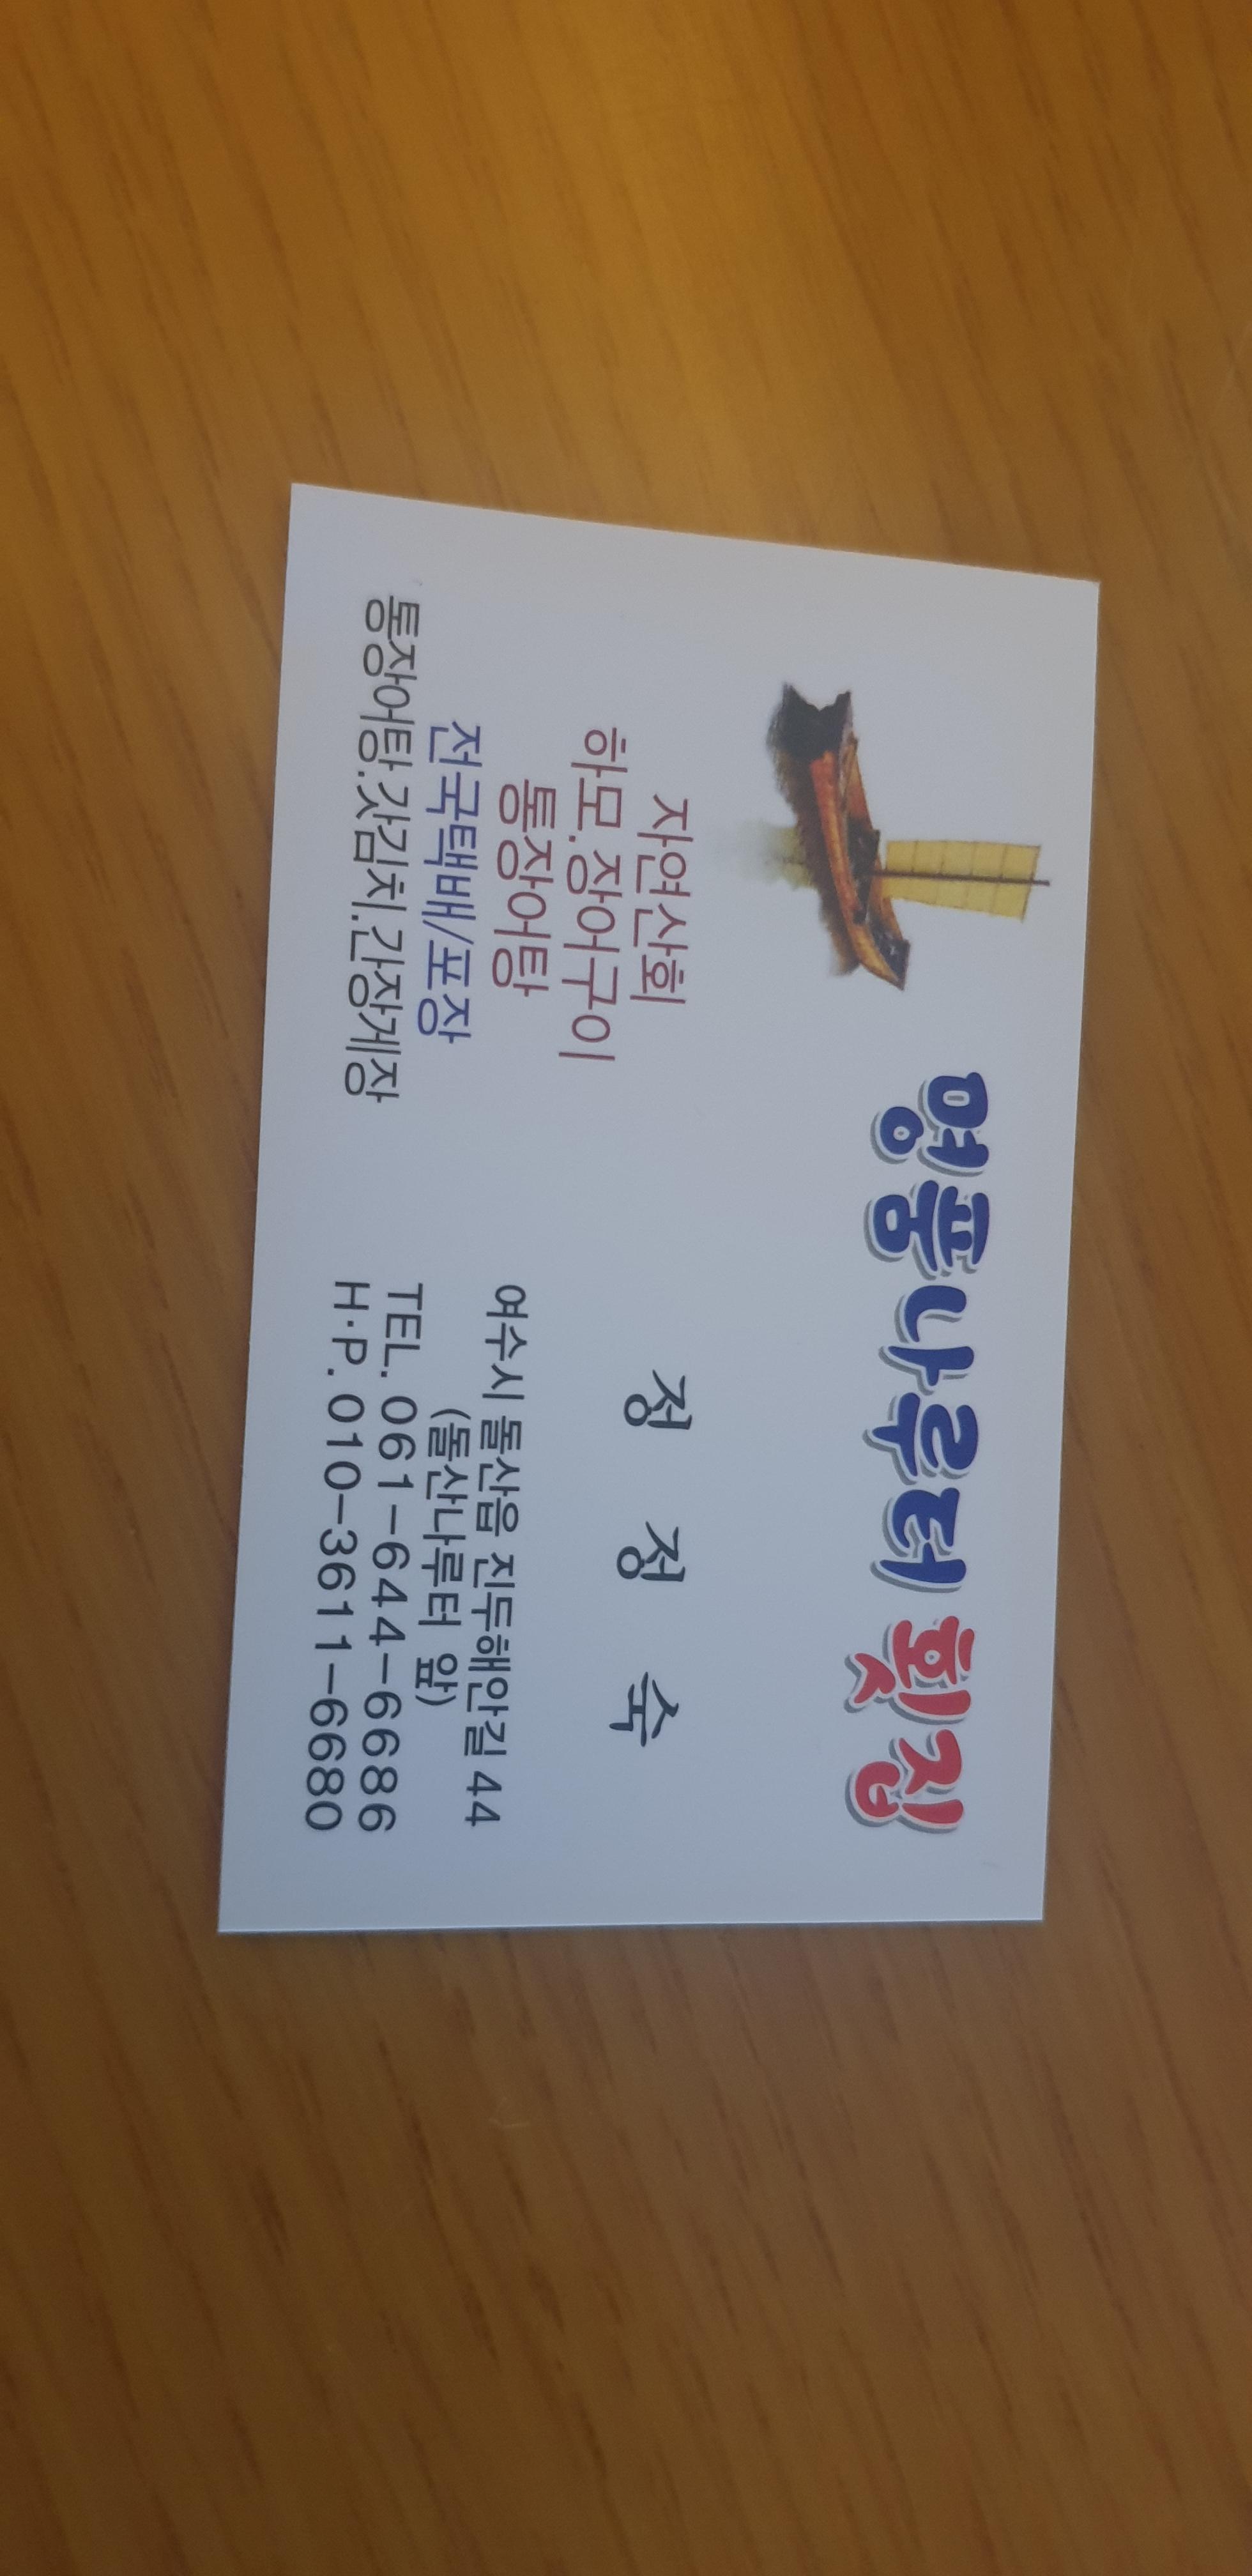 명품나루터 횟집
자연산회
하모.장어구이
통장어탕
전국택배/포장
통장어탕.갓김치.간장게장
정 정 숙
여수시 돌산읍 진두해안길 44
(돌산나루터 앞)
TEL. 061-644-6686
H·P. 010-3611-6680